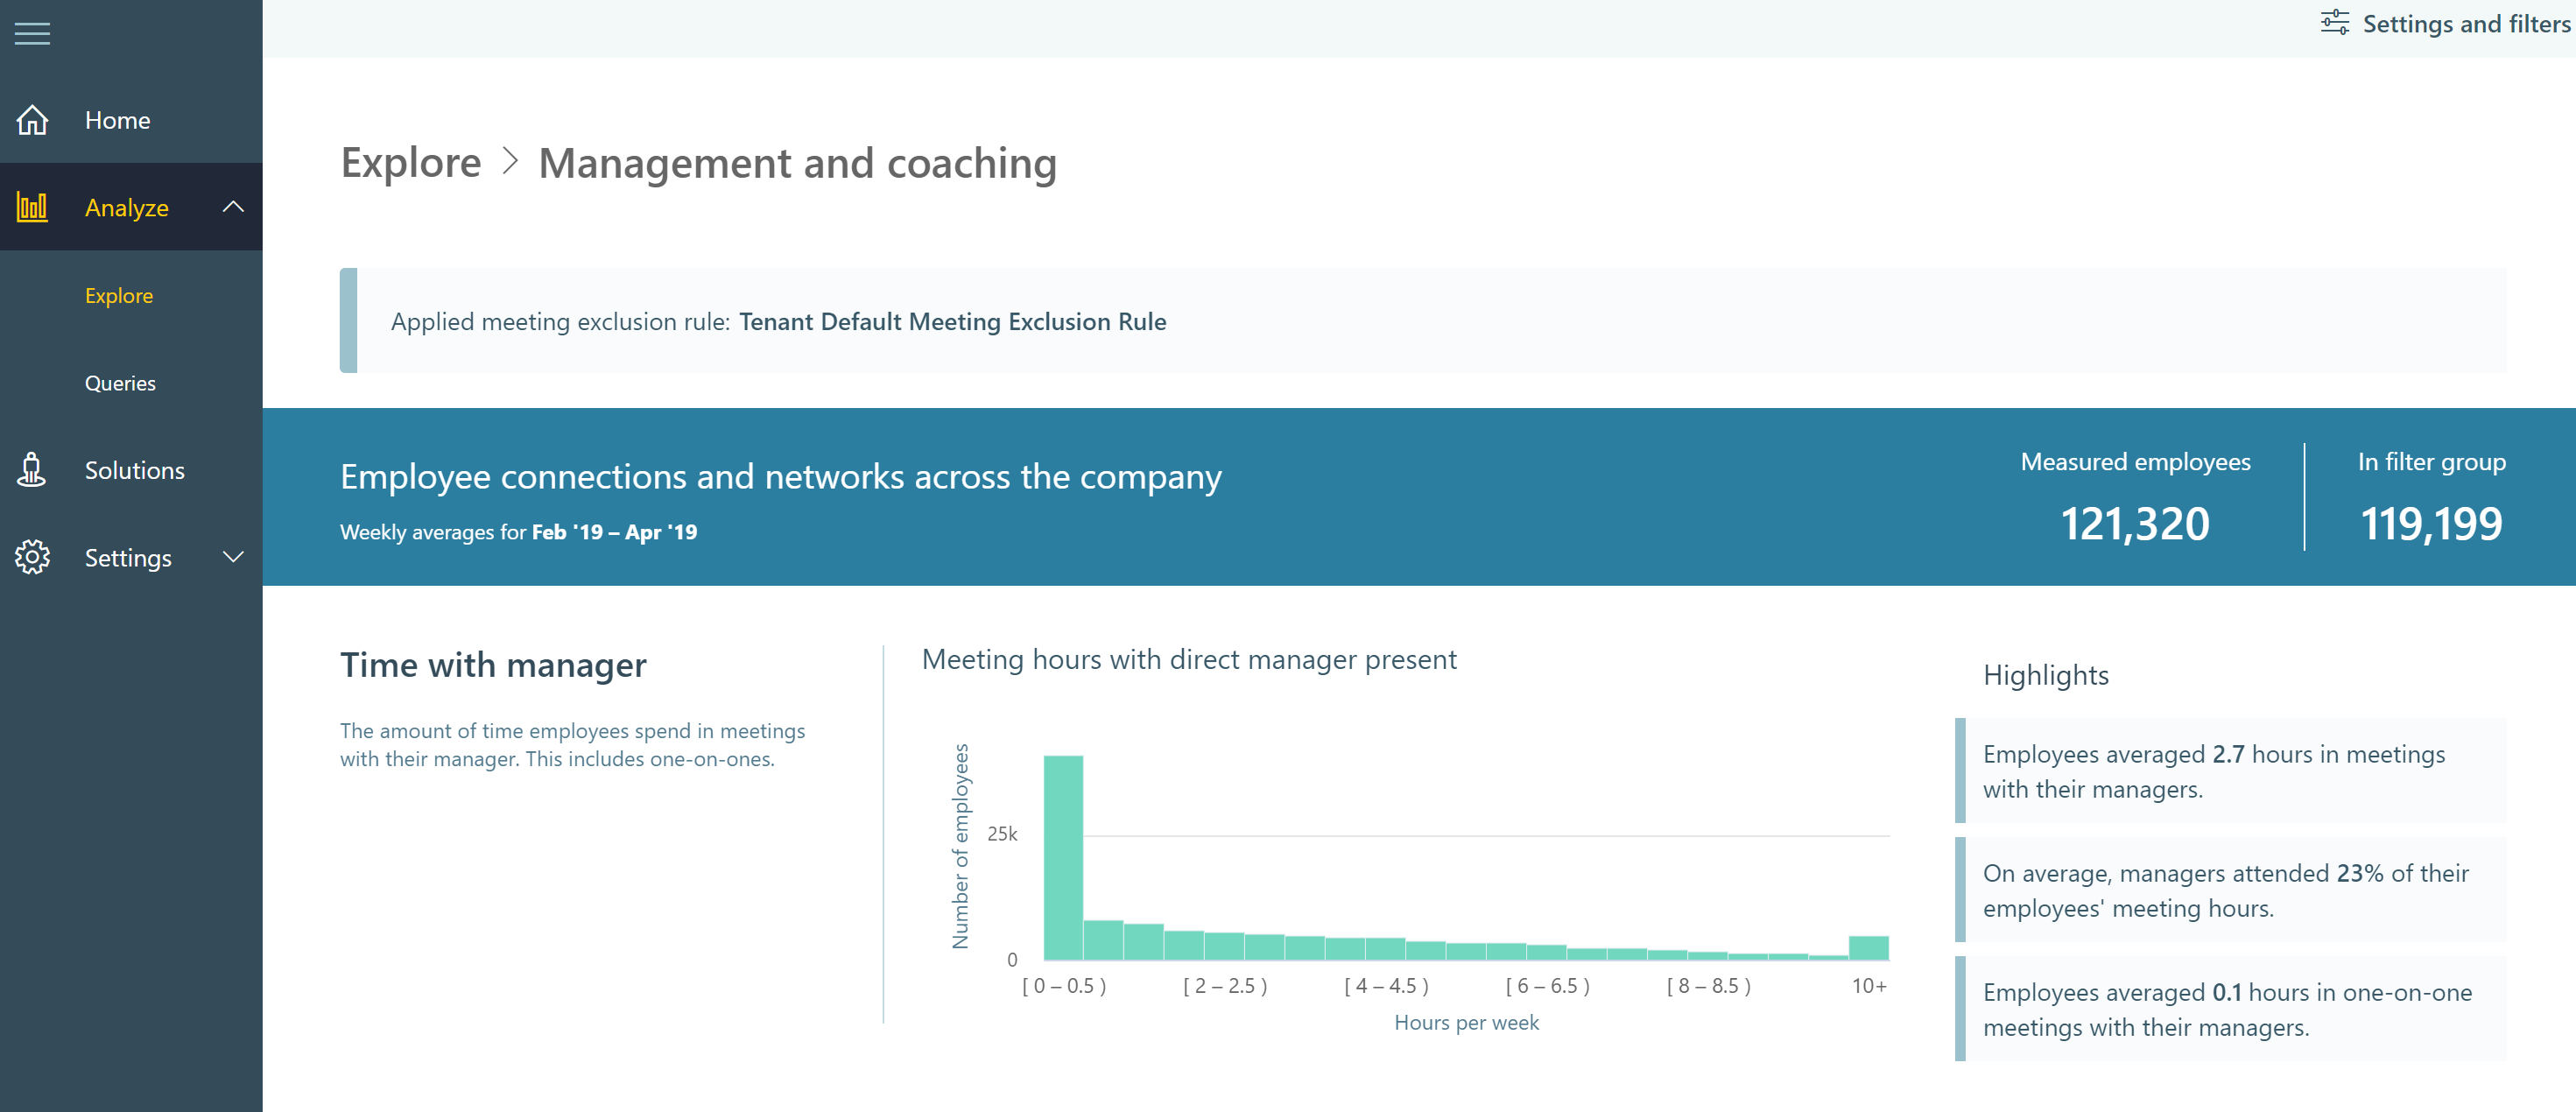 Settings and filters
Home
Analyze
Explore
Queries
Solutions
Settings
Explore > Management and coaching
Applied meeting exclusion rule: Tenant Default Meeting Exclusion Rule
Employee connections and networks across the company
Weekly averages for Feb '19 – Apr '19
Measured employees
121,320
In filter group
119,199
Time with manager
The amount of time employees spend in meetings
with their manager. This includes one-on-ones.
Meeting hours with direct manager present
Number of employees
25k
0
[ 0 – 0.5 )
[ 2 – 2.5 )
[ 4 – 4.5 )
[ 6 – 6.5 )
[ 8 – 8.5 )
10+
Hours per week
Highlights
Employees averaged 2.7 hours in meetings
with their managers.
On average, managers attended 23% of their
employees' meeting hours.
Employees averaged 0.1 hours in one-on-one
meetings with their managers.